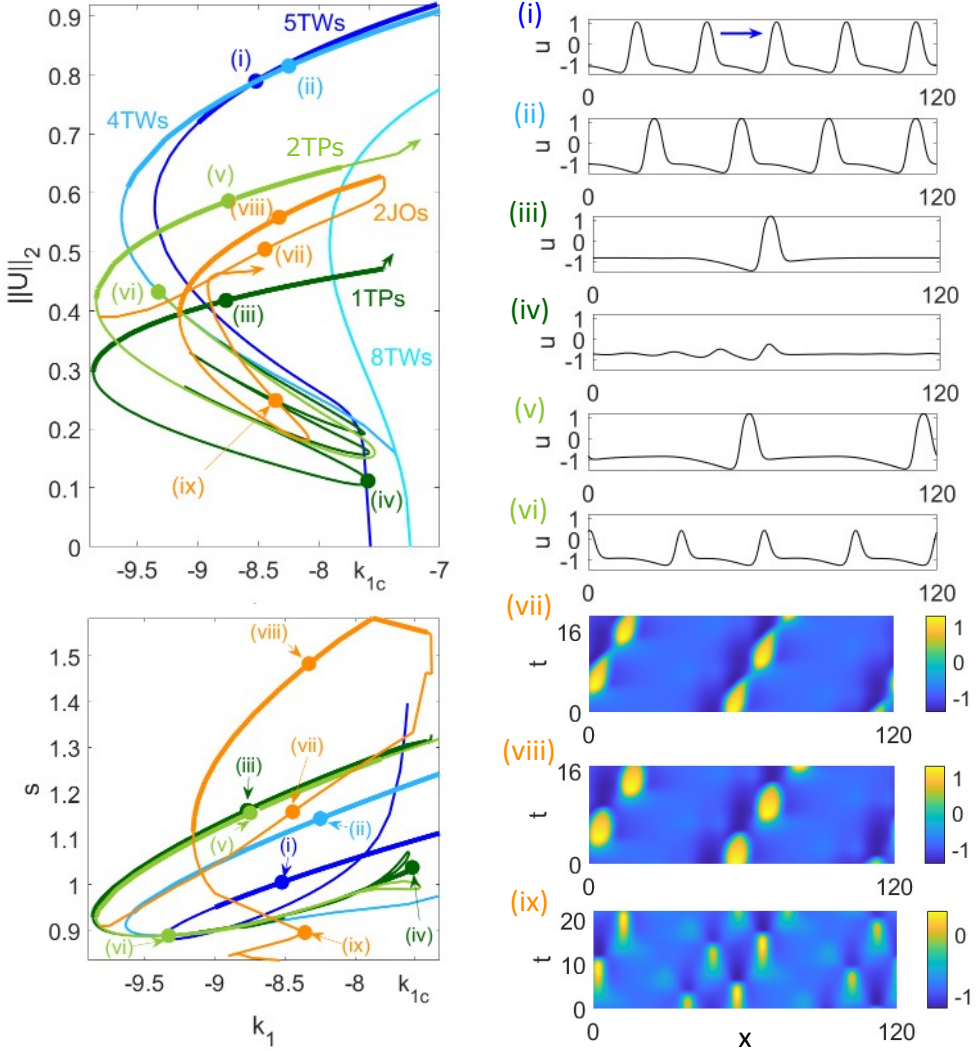 0.9
0.8
0.7
0.6
0.5
0.4
0.3
0.2
0.1
0
||U||2
5TWs
(i)
(ii)
4TWs
2TPs
(v)
(viii)
2JOs
(vii)
(vi)
(iii)
1TPs
8TWs
(ix)
(iv)
-9.5 -9 -8.5 -8 k1c -7
1.5
1.4
1.3
1.2
1.1
1
0.9
s
(viii)
(iii)
(vii)
(v)
(ii)
(i)
(vi)
(ix)
(iv)
-9.5 -9 -8.5 -8 k1c
k1
(i)
u
1
0
-1
0 120
(ii)
u
1
0
-1
0 120
(iii)
u
1
0
-1
0 120
(iv)
u
1
0
-1
0 120
(v)
u
1
0
-1
0 120
(vi)
u
1
0
-1
0 120
(vii)
t
16
0
0 120
1
0
-1
(viii)
t
16
0
0 120
1
0
-1
(ix)
t
20
10
0
0 x 120
0
-1